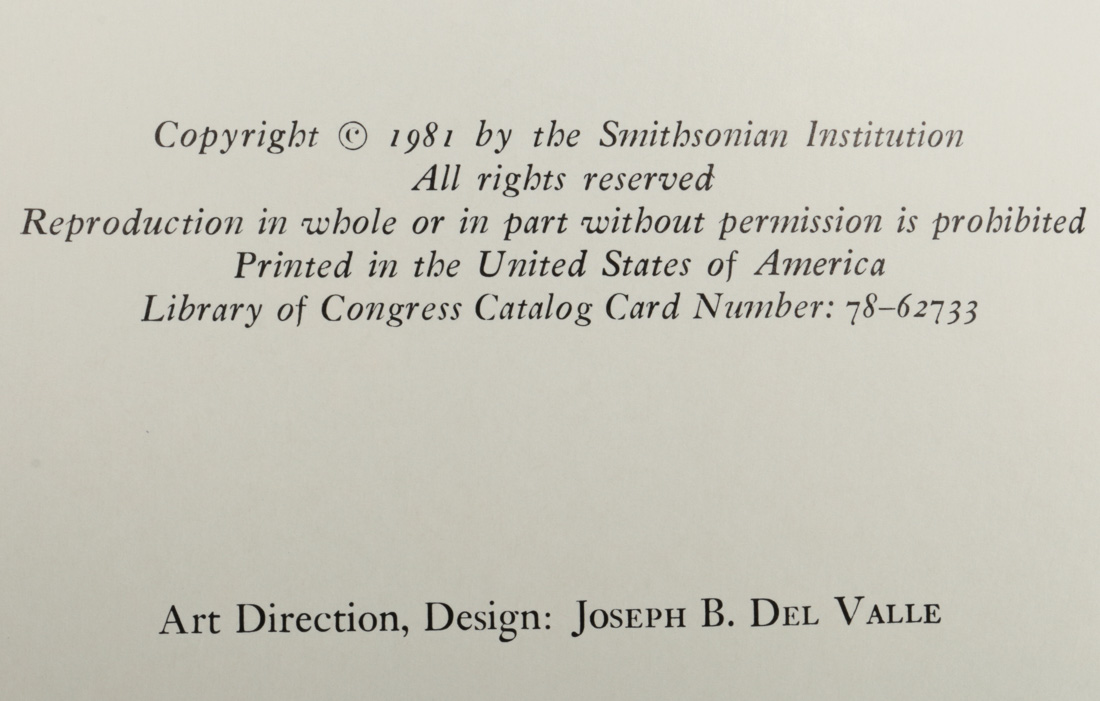 Copyright © 1981 by the Smithsonian Institution
All rights reserved
Reproduction in whole or in part without permission is prohibited
Printed in the United States of America
Library of Congress Catalog Card Number: 78–62733
Art Direction, Design: JOSEPH B. DEL VALLE